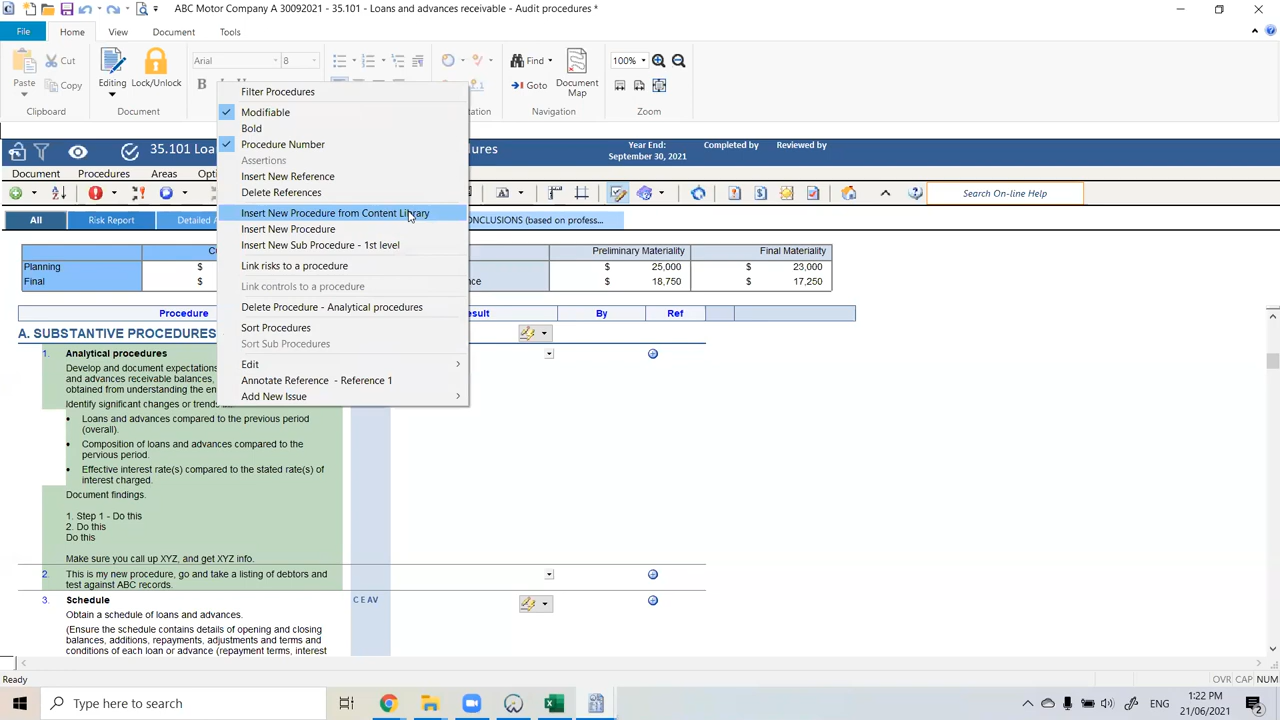 ABC Motor Company A 30092021 - 35.101 - Loans and advances receivable - Audit procedures *
File
Home
View
Document
Tools
Paste
Cut
Copy
Clipboard
Editing
Lock/Unlock
Document
Arial
8
B
Find
Goto
Document
Map
Navigation
100%
Zoom
35.101 Loa
Year End:
September 30, 2021
Completed by
Reviewed by
Document
Procedures
Areas
Search On-line Help
All
Risk Report
Detailed A
ONCLUSIONS (based on profess...
Filter Procedures
Modifiable
Bold
Procedure Number
Assertions
Insert New Reference
Delete References
Insert New Procedure from Content Library
Insert New Procedure
Insert New Sub Procedure - 1st level
Link risks to a procedure
Link controls to a procedure
Delete Procedure - Analytical procedures
Sort Procedures
Sort Sub Procedures
Edit
Annotate Reference - Reference 1
Add New Issue
Preliminary Materiality
Final Materiality
Planning
$
$ 25,000
$ 23,000
Final
$
$ 18,750
$ 17,250
Procedure
By
Ref
A. SUBSTANTIVE PROCEDURES
1. Analytical procedures
Develop and document expectations
and advances receivable balances,
obtained from understanding the en
Identify significant changes or trends
• Loans and advances compared to the previous period
(overall).
• Composition of loans and advances compared to the
pervious period.
• Effective interest rate(s) compared to the stated rate(s) of
interest charged.
Document findings.
1. Step 1 - Do this
2. Do this
Do this
Make sure you call up XYZ, and get XYZ info.
2. This is my new procedure, go and take a listing of debtors and
test against ABC records.
3. Schedule
C E A V
Obtain a schedule of loans and advances.
(Ensure the schedule contains details of opening and closing
balances, additions, repayments, adjustments and terms and
conditions of each loan or advance (repayment terms, interest
Ready
OVR CAP NUM
Type here to search
ENG
1:22 PM
21/06/2021
2